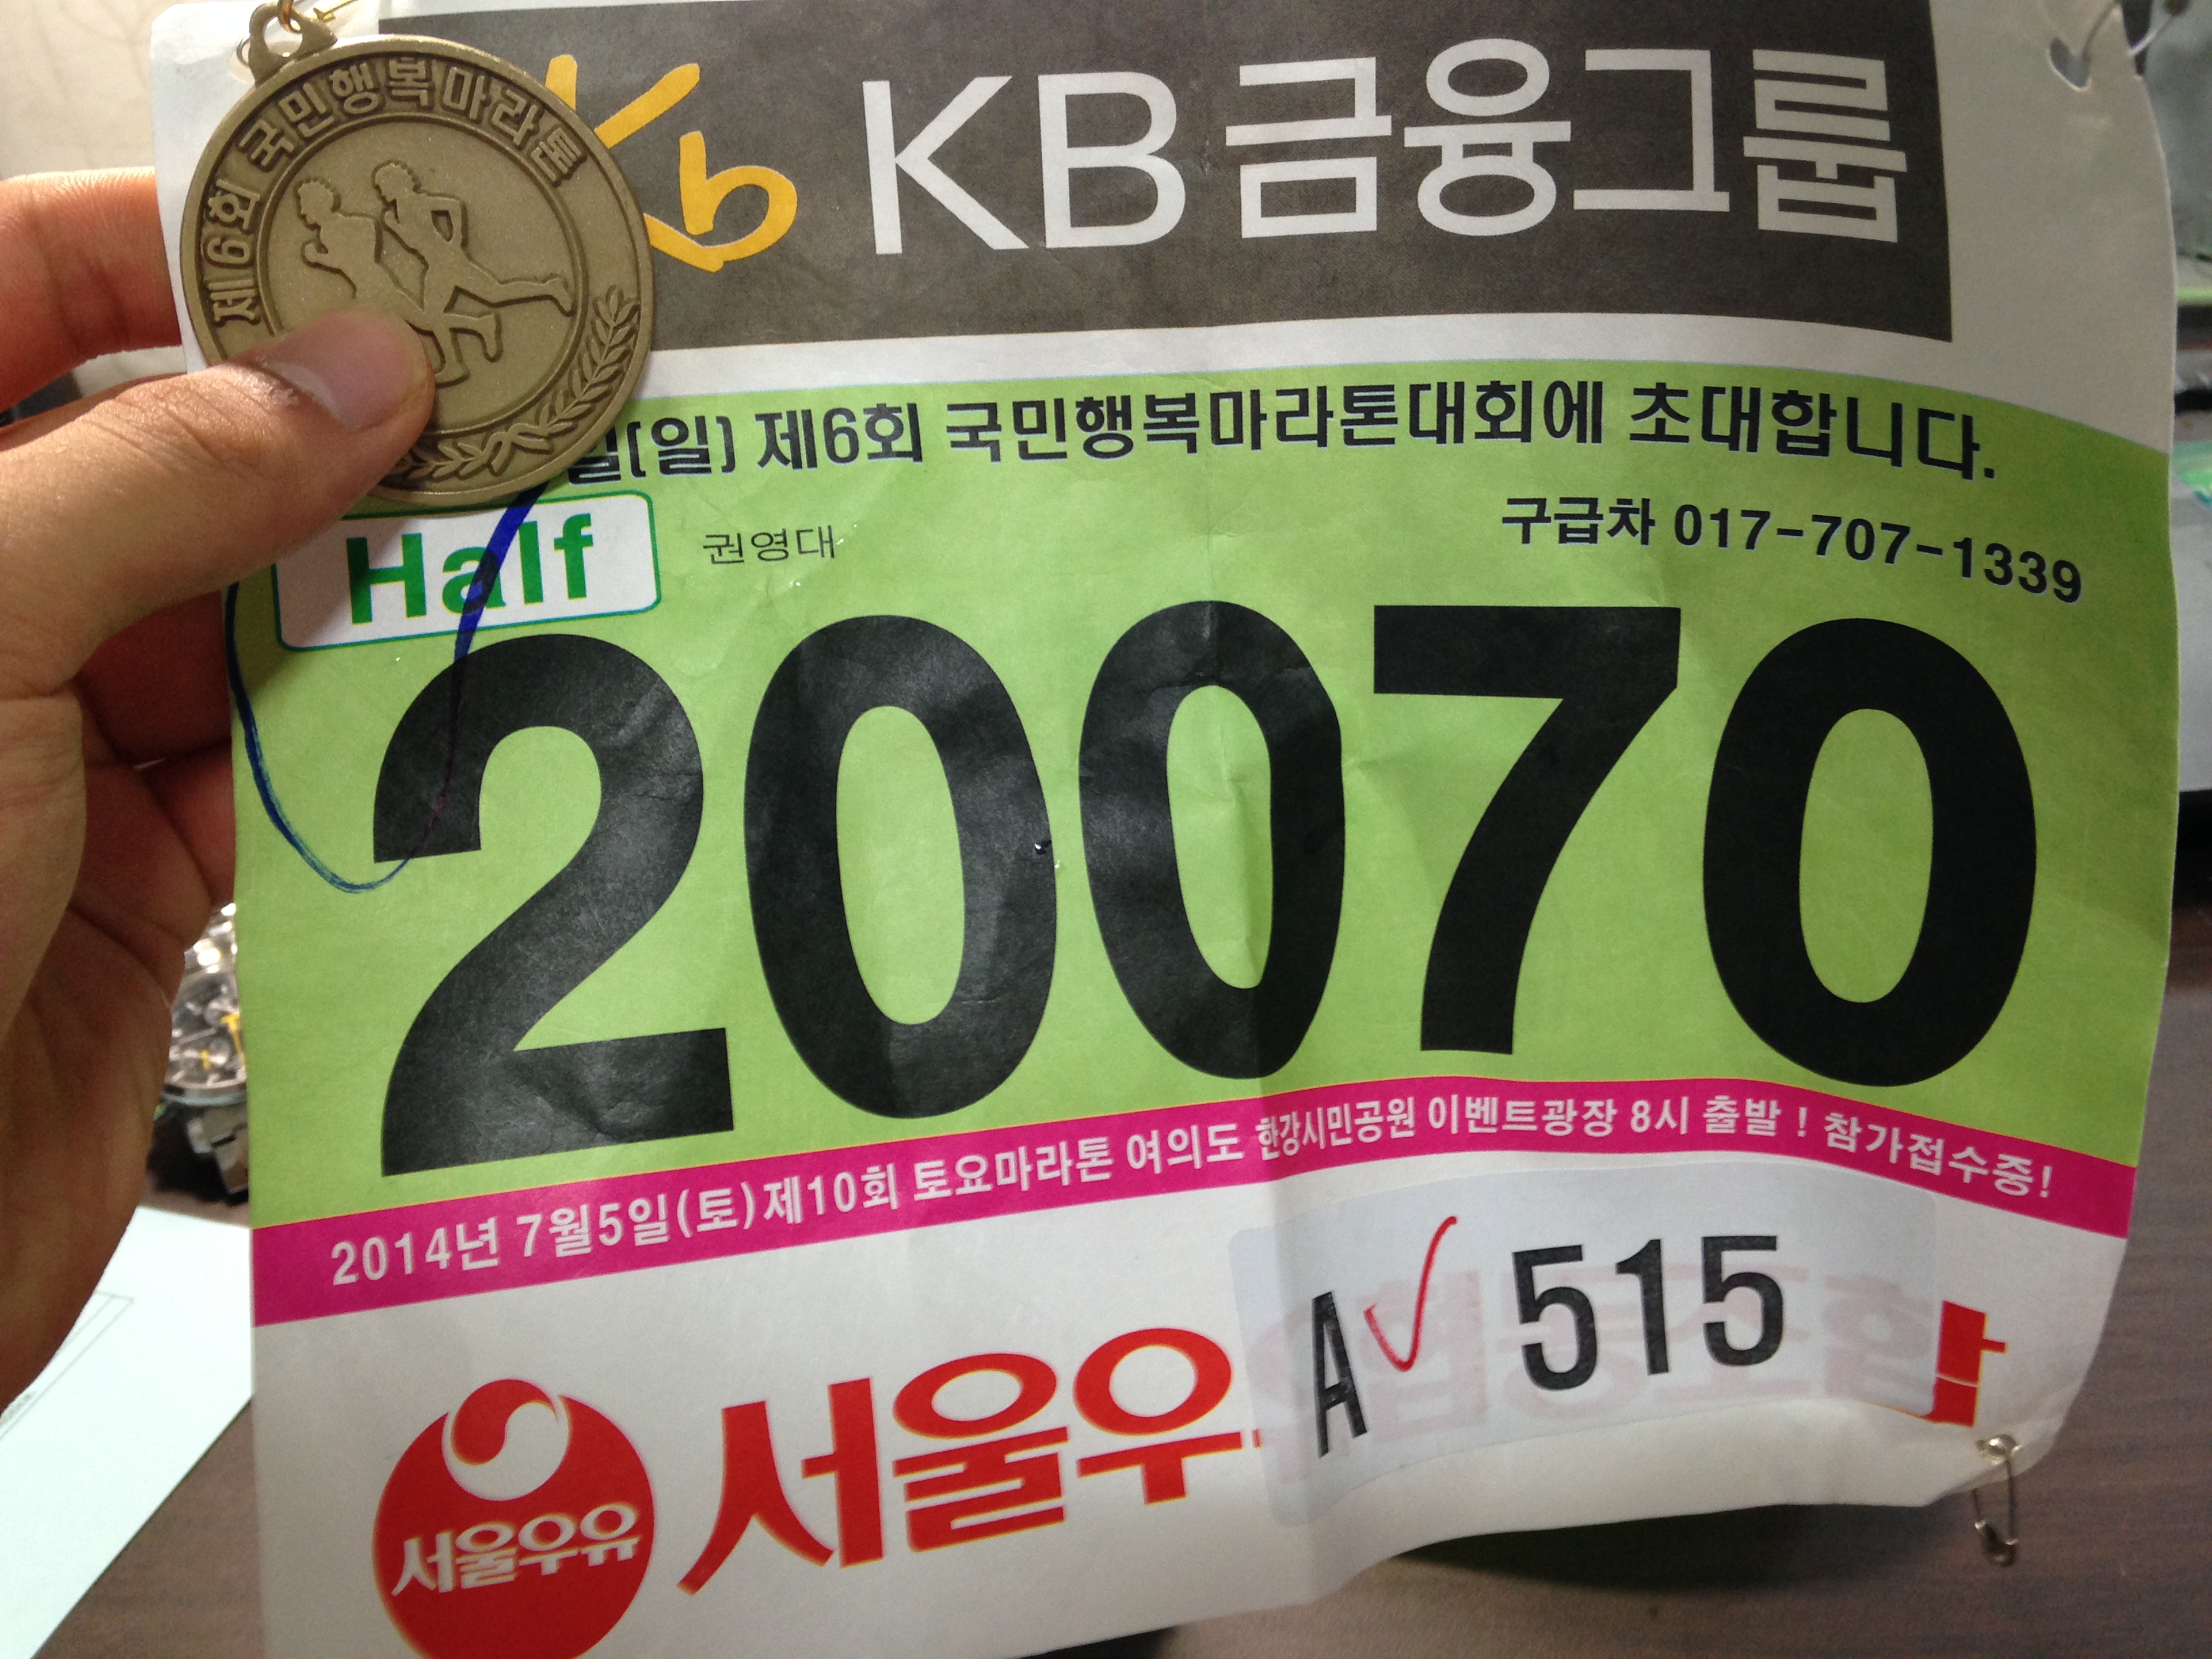 제6회 국민행복마라톤
Kb KB금융그룹
(일) 제6회 국민행복마라톤대회에 초대합니다.
Half 권영대 구급차 017-707-1339
20070
2014년 7월5일(토) 제10회 토요마라톤 여의도 한강시민공원 이벤트광장 8시 출발 ! 참가접수중!
A 515
서울우유 서울우